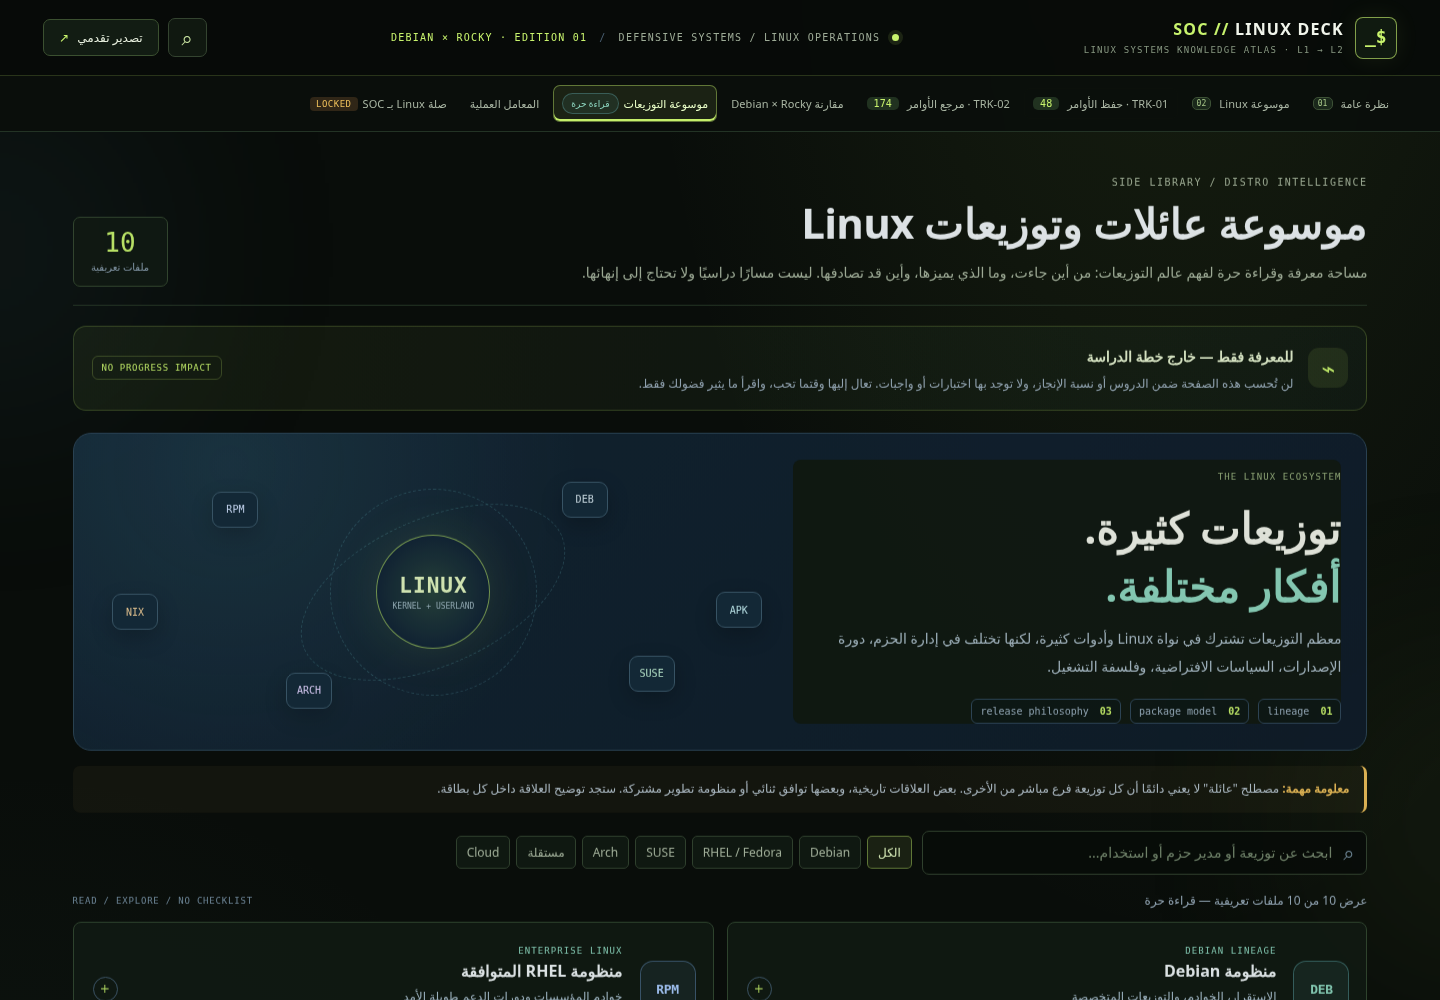 $_
SOC // LINUX DECK
LINUX SYSTEMS KNOWLEDGE ATLAS · L1 → L2
DEFENSIVE SYSTEMS / LINUX OPERATIONS / DEBIAN × ROCKY · EDITION 01
تصدير تقدمي ↗
نظرة عامة 01
موسوعة Linux 02
TRK-01 · حفظ الأوامر 48
TRK-02 · مرجع الأوامر 174
مقارنة Debian × Rocky
موسوعة التوزيعات قراءة حرة
المعامل العملية
صلة Linux بـ SOC LOCKED
SIDE LIBRARY / DISTRO INTELLIGENCE
موسوعة عائلات وتوزيعات Linux
مساحة معرفة وقراءة حرة لفهم عالم التوزيعات: من أين جاءت، وما الذي يميزها، وأين قد تصادفها. ليست مسارًا دراسيًا ولا تحتاج إلى إنهائها.
10
ملفات تعريفية
للمعرفة فقط — خارج خطة الدراسة
لن تُحسب هذه الصفحة ضمن الدروس أو نسبة الإنجاز، ولا توجد بها اختبارات أو واجبات. تعال إليها وقتما تحب، واقرأ ما يثير فضولك فقط.
NO PROGRESS IMPACT
THE LINUX ECOSYSTEM
توزيعات كثيرة.
أفكار مختلفة.
معظم التوزيعات تشترك في نواة Linux وأدوات كثيرة، لكنها تختلف في إدارة الحزم، دورة
الإصدارات، السياسات الافتراضية، وفلسفة التشغيل.
01 lineage
02 package model
03 release philosophy
DEB
RPM
LINUX
KERNEL + USERLAND
APK
NIX
SUSE
ARCH
معلومة مهمة: مصطلح "عائلة" لا يعني دائمًا أن كل توزيعة فرع مباشر من الأخرى. بعض العلاقات تاريخية، وبعضها توافق ثنائي أو منظومة تطوير مشتركة. ستجد توضيح العلاقة داخل كل بطاقة.
ابحث عن توزيعة أو مدير حزم أو استخدام...
الكل
Debian
RHEL / Fedora
SUSE
Arch
مستقلة
Cloud
عرض 10 من 10 ملفات تعريفية — قراءة حرة
READ / EXPLORE / NO CHECKLIST
DEBIAN LINEAGE
منظومة Debian
الاستقرار، الخوادم، والتوزيعات المتخصصة
DEB
+
ENTERPRISE LINUX
منظومة RHEL المتوافقة
خوادم المؤسسات ودورات الدعم طويلة الأمد
RPM
+